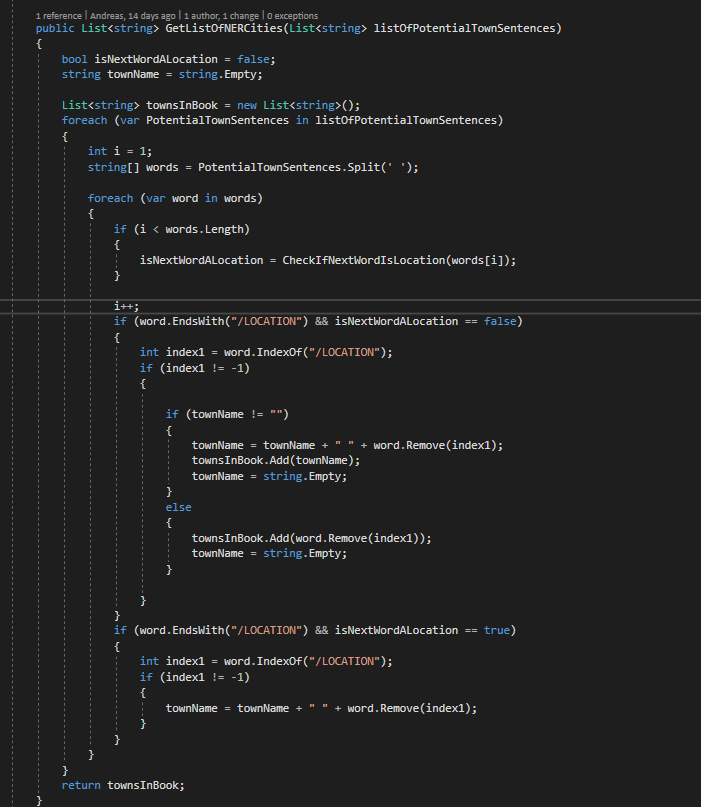 1 reference | Andreas, 14 days ago | 1 author, 1 change | 0 exceptions
public List<string> GetListOfNERCities(List<string> listOfPotentialTownSentences)
{
bool isNextWordALocation = false;
string townName = string.Empty;
List<string> townsInBook = new List<string>();
foreach (var PotentialTownSentences in listOfPotentialTownSentences)
{
int i = 1;
string[] words = PotentialTownSentences.Split(' ');
foreach (var word in words)
{
if (i < words.Length)
{
isNextWordALocation = CheckIfNextWordIsLocation(words[i]);
}
i++;
if (word.EndsWith("/LOCATION") && isNextWordALocation == false)
{
int index1 = word.IndexOf("/LOCATION");
if (index1 != -1)
{
if (townName != "")
{
townName = townName + " " + word.Remove(index1);
townsInBook.Add(townName);
townName = string.Empty;
}
else
{
townsInBook.Add(word.Remove(index1));
townName = string.Empty;
}
}
}
if (word.EndsWith("/LOCATION") && isNextWordALocation == true)
{
int index1 = word.IndexOf("/LOCATION");
if (index1 != -1)
{
townName = townName + " " + word.Remove(index1);
}
}
}
}
return townsInBook;
}